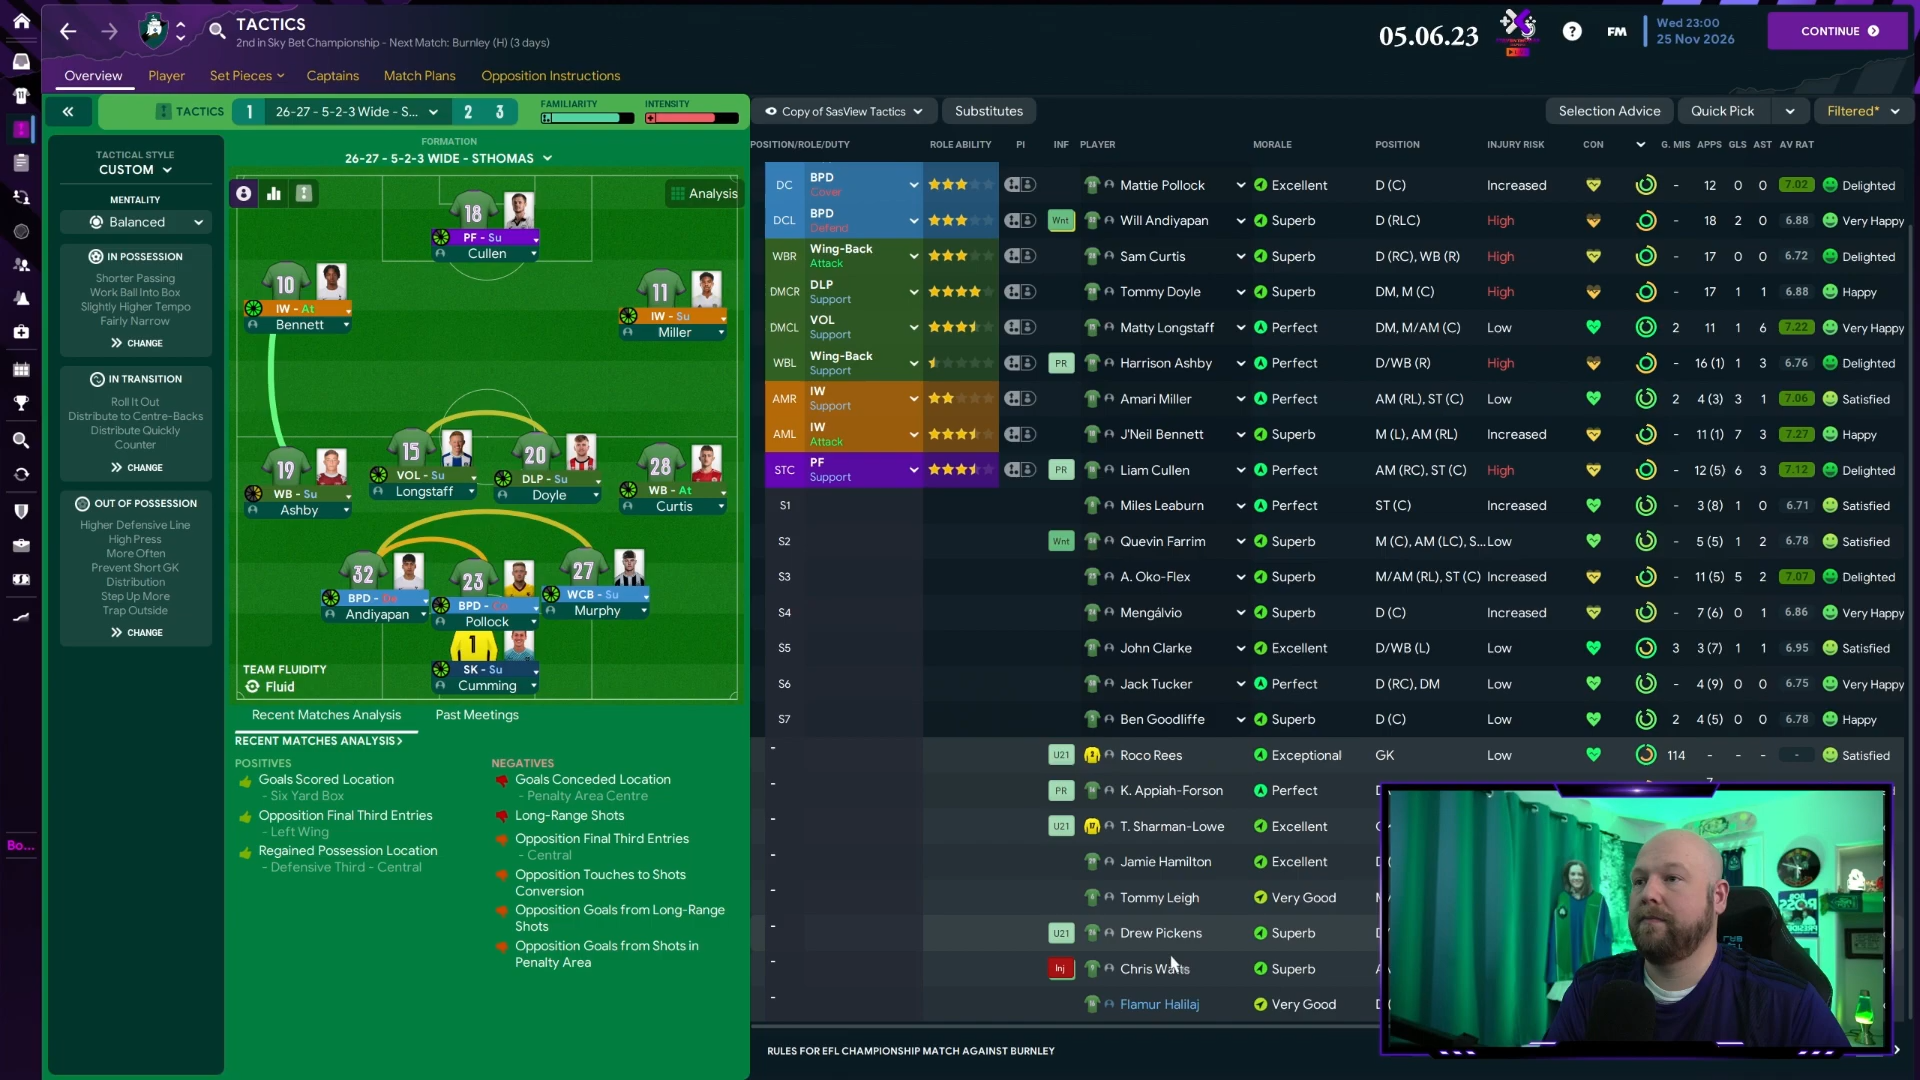 TACTICS
2nd in Sky Bet Championship - Next Match: Burnley (H) (3 days)
05.06.23
FM
Wed 23:00
25 Nov 2026
CONTINUE
Overview Player Set Pieces Captains Match Plans Opposition Instructions
TACTICS 1 26-27 - 5-2-3 Wide - S... 2 3
FAMILIARITY
INTENSITY
Copy of SasView Tactics
Substitutes
Selection Advice
Quick Pick
Filtered*
TACTICAL STYLE
CUSTOM
MENTALITY
Balanced
IN POSSESSION
Shorter Passing
Work Ball Into Box
Slightly Higher Tempo
Fairly Narrow
CHANGE
IN TRANSITION
Roll It Out
Distribute to Centre-Backs
Distribute Quickly
Counter
CHANGE
OUT OF POSSESSION
Higher Defensive Line
High Press
More Often
Prevent Short GK
Distribution
Step Up More
Trap Outside
CHANGE
FORMATION
26-27 - 5-2-3 WIDE - STHOMAS
Analysis
18
PF - Su
Cullen
10
IW - At
Bennett
11
IW - Su
Miller
19
WB - Su
Ashby
15
VOL - Su
Longstaff
20
DLP - Su
Doyle
28
WB - At
Curtis
32
BPD - De
Andiyapan
23
BPD - Co
Pollock
27
WCB - Su
Murphy
1
SK - Su
Cumming
TEAM FLUIDITY
Fluid
Recent Matches Analysis Past Meetings
RECENT MATCHES ANALYSIS>
POSITIVES
Goals Scored Location
- Six Yard Box
Opposition Final Third Entries
- Left Wing
Regained Possession Location
- Defensive Third - Central
NEGATIVES
Goals Conceded Location
- Penalty Area Centre
Long-Range Shots
Opposition Final Third Entries
- Central
Opposition Touches to Shots
Conversion
Opposition Goals from Long-Range
Shots
Opposition Goals from Shots in
Penalty Area
POSITION/ROLE/DUTY ROLE ABILITY PI INF PLAYER MORALE POSITION INJURY RISK CON G. MIS APPS GLS AST AV RAT
DC BPD Cover Mattie Pollock Excellent D (C) Increased - 12 0 0 7.02 Delighted
DCL BPD Defend Wnt Will Andiyapan Superb D (RLC) High - 18 2 0 6.88 Very Happy
WBR Wing-Back Attack Sam Curtis Superb D (RC), WB (R) High - 17 0 0 6.72 Delighted
DMCR DLP Support Tommy Doyle Superb DM, M (C) High - 17 1 1 6.88 Happy
DMCL VOL Support Matty Longstaff Perfect DM, M/AM (C) Low 2 11 1 6 7.22 Very Happy
WBL Wing-Back Support PR Harrison Ashby Perfect D/WB (R) High - 16 (1) 1 3 6.76 Delighted
AMR IW Support Amari Miller Perfect AM (RL), ST (C) Low 2 4 (3) 3 1 7.06 Satisfied
AML IW Attack J'Neil Bennett Superb M (L), AM (RL) Increased - 11 (1) 7 3 7.27 Happy
STC PF Support PR Liam Cullen Perfect AM (RC), ST (C) High - 12 (5) 6 3 7.12 Delighted
S1 Miles Leaburn Perfect ST (C) Increased - 3 (8) 1 0 6.71 Satisfied
S2 Wnt Quevin Farrim Superb M (C), AM (LC), S... Low - 5 (5) 1 2 6.78 Satisfied
S3 A. Oko-Flex Superb M/AM (RL), ST (C) Increased - 11 (5) 5 2 7.07 Delighted
S4 Mengálvio Superb D (C) Increased - 7 (6) 0 1 6.86 Very Happy
S5 John Clarke Excellent D/WB (L) Low 3 3 (7) 1 1 6.95 Satisfied
S6 Jack Tucker Perfect D (RC), DM Low - 4 (9) 0 0 6.75 Very Happy
S7 Ben Goodliffe Superb D (C) Low 2 4 (5) 0 0 6.78 Happy
- U21 Roco Rees Exceptional GK Low 114 - - - - Satisfied
- PR K. Appiah-Forson Perfect
- U21 T. Sharman-Lowe Excellent
- Jamie Hamilton Excellent
- Tommy Leigh Very Good
- U21 Drew Pickens Superb
- Inj Chris Watts Superb
- Flamur Halilaj Very Good
RULES FOR EFL CHAMPIONSHIP MATCH AGAINST BURNLEY
Bo...